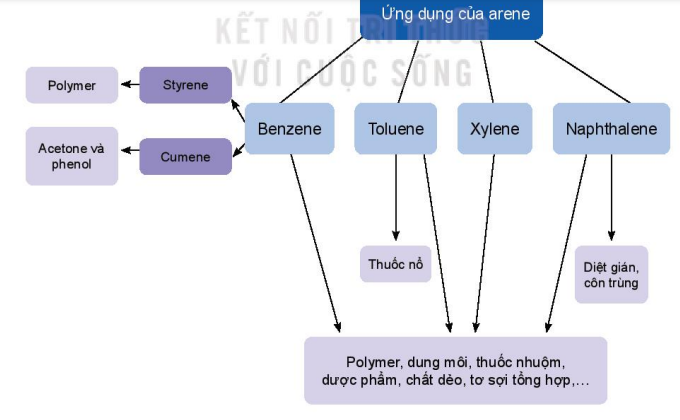 Ứng dụng của arene
KẾT NỐI TRI THỨC
VỚI CUỘC SỐNG
Polymer
Styrene
Benzene
Toluene
Xylene
Naphthalene
Acetone và
phenol
Cumene
Thuốc nổ
Diệt gián,
côn trùng
Polymer, dung môi, thuốc nhuộm,
dược phẩm, chất dẻo, tơ sợi tổng hợp,...